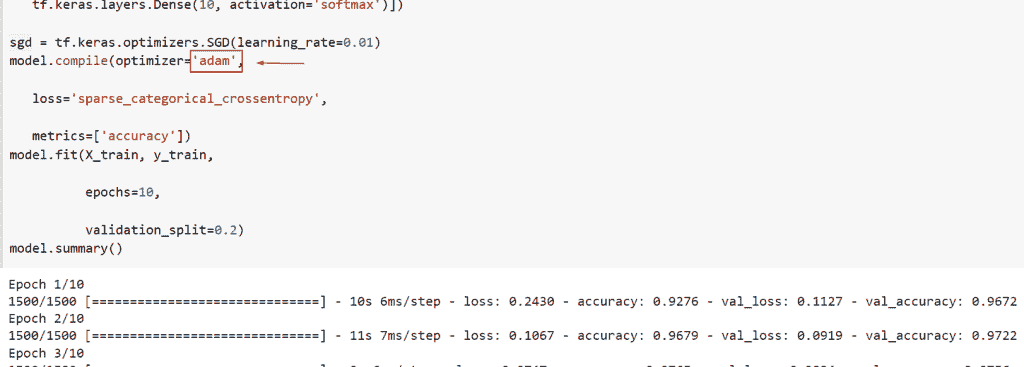 tf.keras.layers.Dense(10, activation='softmax')])
sgd = tf.keras.optimizers.SGD(learning_rate=0.01)
model.compile(optimizer='adam',
loss='sparse_categorical_crossentropy',
metrics=['accuracy'])
model.fit(X_train, y_train,
epochs=10,
validation_split=0.2)
model.summary()
Epoch 1/10
1500/1500 [==============================] - 10s 6ms/step - loss: 0.2430 - accuracy: 0.9276 - val_loss: 0.1127 - val_accuracy: 0.9672
Epoch 2/10
1500/1500 [==============================] - 11s 7ms/step - loss: 0.1067 - accuracy: 0.9679 - val_loss: 0.0919 - val_accuracy: 0.9722
Epoch 3/10